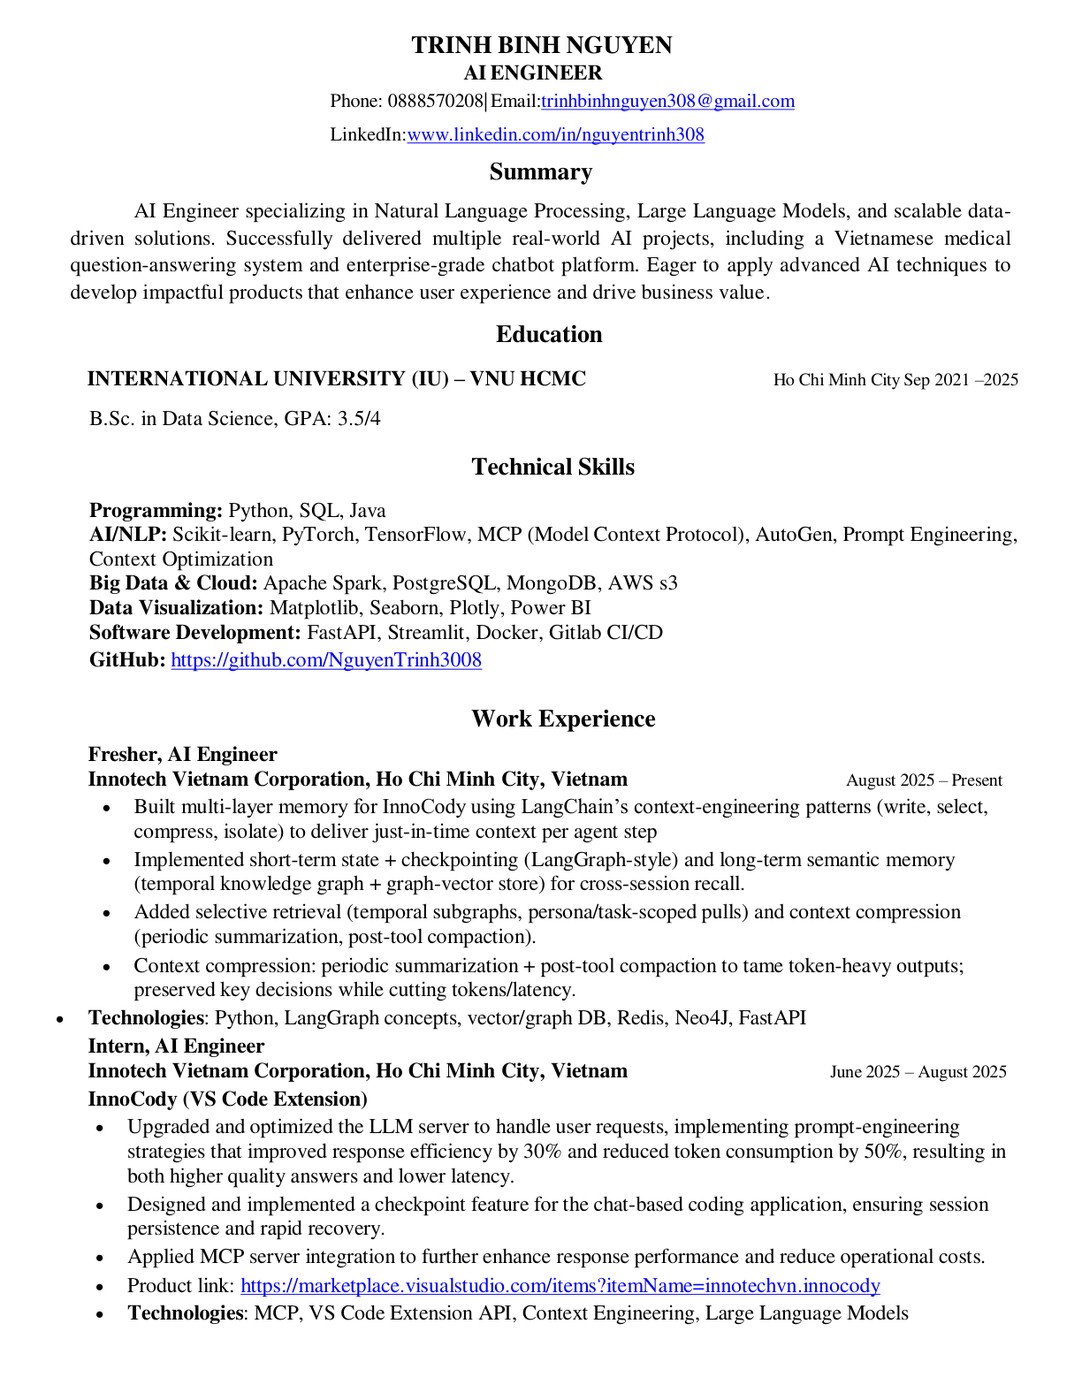 TRINH BINH NGUYEN
AI ENGINEER
Phone: 0888570208| Email:trinhbinhnguyen308@gmail.com
LinkedIn:www.linkedin.com/in/nguyentrinh308
Summary
AI Engineer specializing in Natural Language Processing, Large Language Models, and scalable data-
driven solutions. Successfully delivered multiple real-world AI projects, including a Vietnamese medical
question-answering system and enterprise-grade chatbot platform. Eager to apply advanced AI techniques to
develop impactful products that enhance user experience and drive business value.
Education
INTERNATIONAL UNIVERSITY (IU) – VNU HCMC Ho Chi Minh City Sep 2021 –2025
B.Sc. in Data Science, GPA: 3.5/4
Technical Skills
Programming: Python, SQL, Java
AI/NLP: Scikit-learn, PyTorch, TensorFlow, MCP (Model Context Protocol), AutoGen, Prompt Engineering,
Context Optimization
Big Data & Cloud: Apache Spark, PostgreSQL, MongoDB, AWS s3
Data Visualization: Matplotlib, Seaborn, Plotly, Power BI
Software Development: FastAPI, Streamlit, Docker, Gitlab CI/CD
GitHub: https://github.com/NguyenTrinh3008
Work Experience
Fresher, AI Engineer
Innotech Vietnam Corporation, Ho Chi Minh City, Vietnam August 2025 – Present
• Built multi-layer memory for InnoCody using LangChain’s context-engineering patterns (write, select,
compress, isolate) to deliver just-in-time context per agent step
• Implemented short-term state + checkpointing (LangGraph-style) and long-term semantic memory
(temporal knowledge graph + graph-vector store) for cross-session recall.
• Added selective retrieval (temporal subgraphs, persona/task-scoped pulls) and context compression
(periodic summarization, post-tool compaction).
• Context compression: periodic summarization + post-tool compaction to tame token-heavy outputs;
preserved key decisions while cutting tokens/latency.
• Technologies: Python, LangGraph concepts, vector/graph DB, Redis, Neo4J, FastAPI
Intern, AI Engineer
Innotech Vietnam Corporation, Ho Chi Minh City, Vietnam June 2025 – August 2025
InnoCody (VS Code Extension)
• Upgraded and optimized the LLM server to handle user requests, implementing prompt-engineering
strategies that improved response efficiency by 30% and reduced token consumption by 50%, resulting in
both higher quality answers and lower latency.
• Designed and implemented a checkpoint feature for the chat-based coding application, ensuring session
persistence and rapid recovery.
• Applied MCP server integration to further enhance response performance and reduce operational costs.
• Product link: https://marketplace.visualstudio.com/items?itemName=innotechvn.innocody
• Technologies: MCP, VS Code Extension API, Context Engineering, Large Language Models